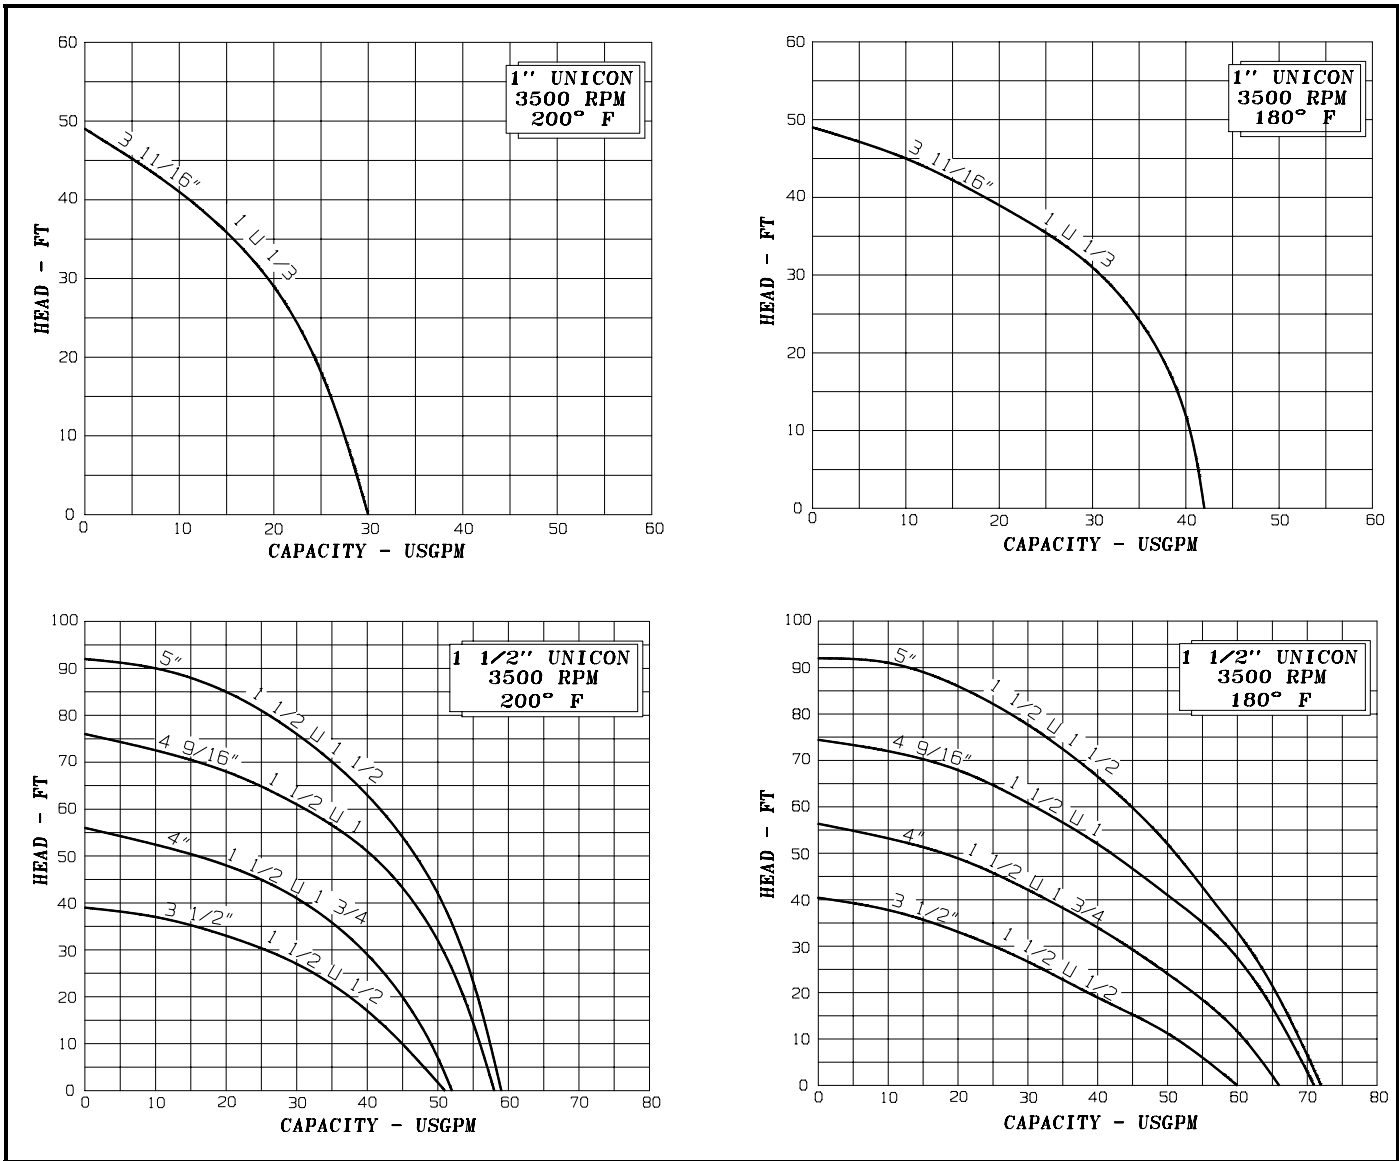 1" UNICON
3500 RPM
200° F
60
50
40
30
20
10
0
HEAD - FT
3 11/16"
1 U 1/3
0 10 20 30 40 50 60
CAPACITY - USGPM
1" UNICON
3500 RPM
180° F
60
50
40
30
20
10
0
HEAD - FT
3 11/16"
1 U 1/3
0 10 20 30 40 50 60
CAPACITY - USGPM
1 1/2" UNICON
3500 RPM
200° F
100
90
80
70
60
50
40
30
20
10
0
HEAD - FT
5"
1 1/2 U 1 1/2
4 9/16"
1 1/2 U 1
4"
1 1/2 U 1 3/4
3 1/2"
1 1/2 U 1/2
0 10 20 30 40 50 60 70 80
CAPACITY - USGPM
1 1/2" UNICON
3500 RPM
180° F
100
90
80
70
60
50
40
30
20
10
0
HEAD - FT
5"
1 1/2 U 1 1/2
4 9/16"
1 1/2 U 1
4"
1 1/2 U 1 3/4
3 1/2"
1 1/2 U 1/2
0 10 20 30 40 50 60 70 80
CAPACITY - USGPM